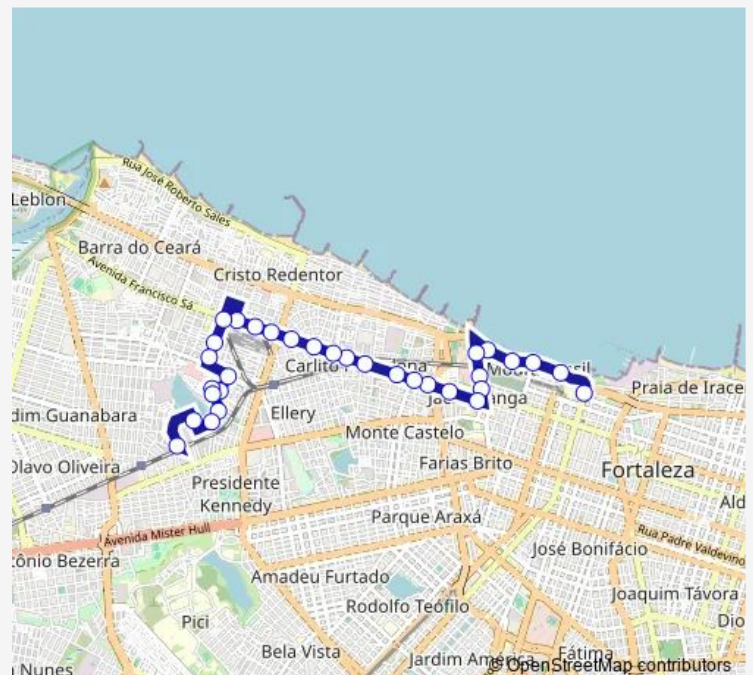 Rua José Roberto Sales
Leblon
Barra do Ceará
Avenida Francisco Sá
Cristo Redentor
Carlito
dim Guanabara
Ellery
Praia de Irace
Monte Castelo
Olavo Oliveira
Farias Brito
Fortaleza
Presidente
Kennedy
Ald
Parque Araxá
Avenida Mister Hull
José Bonifácio
Rua Padre Valdevino
tônio Bezerra
Amadeu Furtado
Joaquim Távora
Rodolfo Teófilo
Pici
Dio
Bela Vista
Jardim América
Fátima
Nunes
© OpenStreetMap contributors